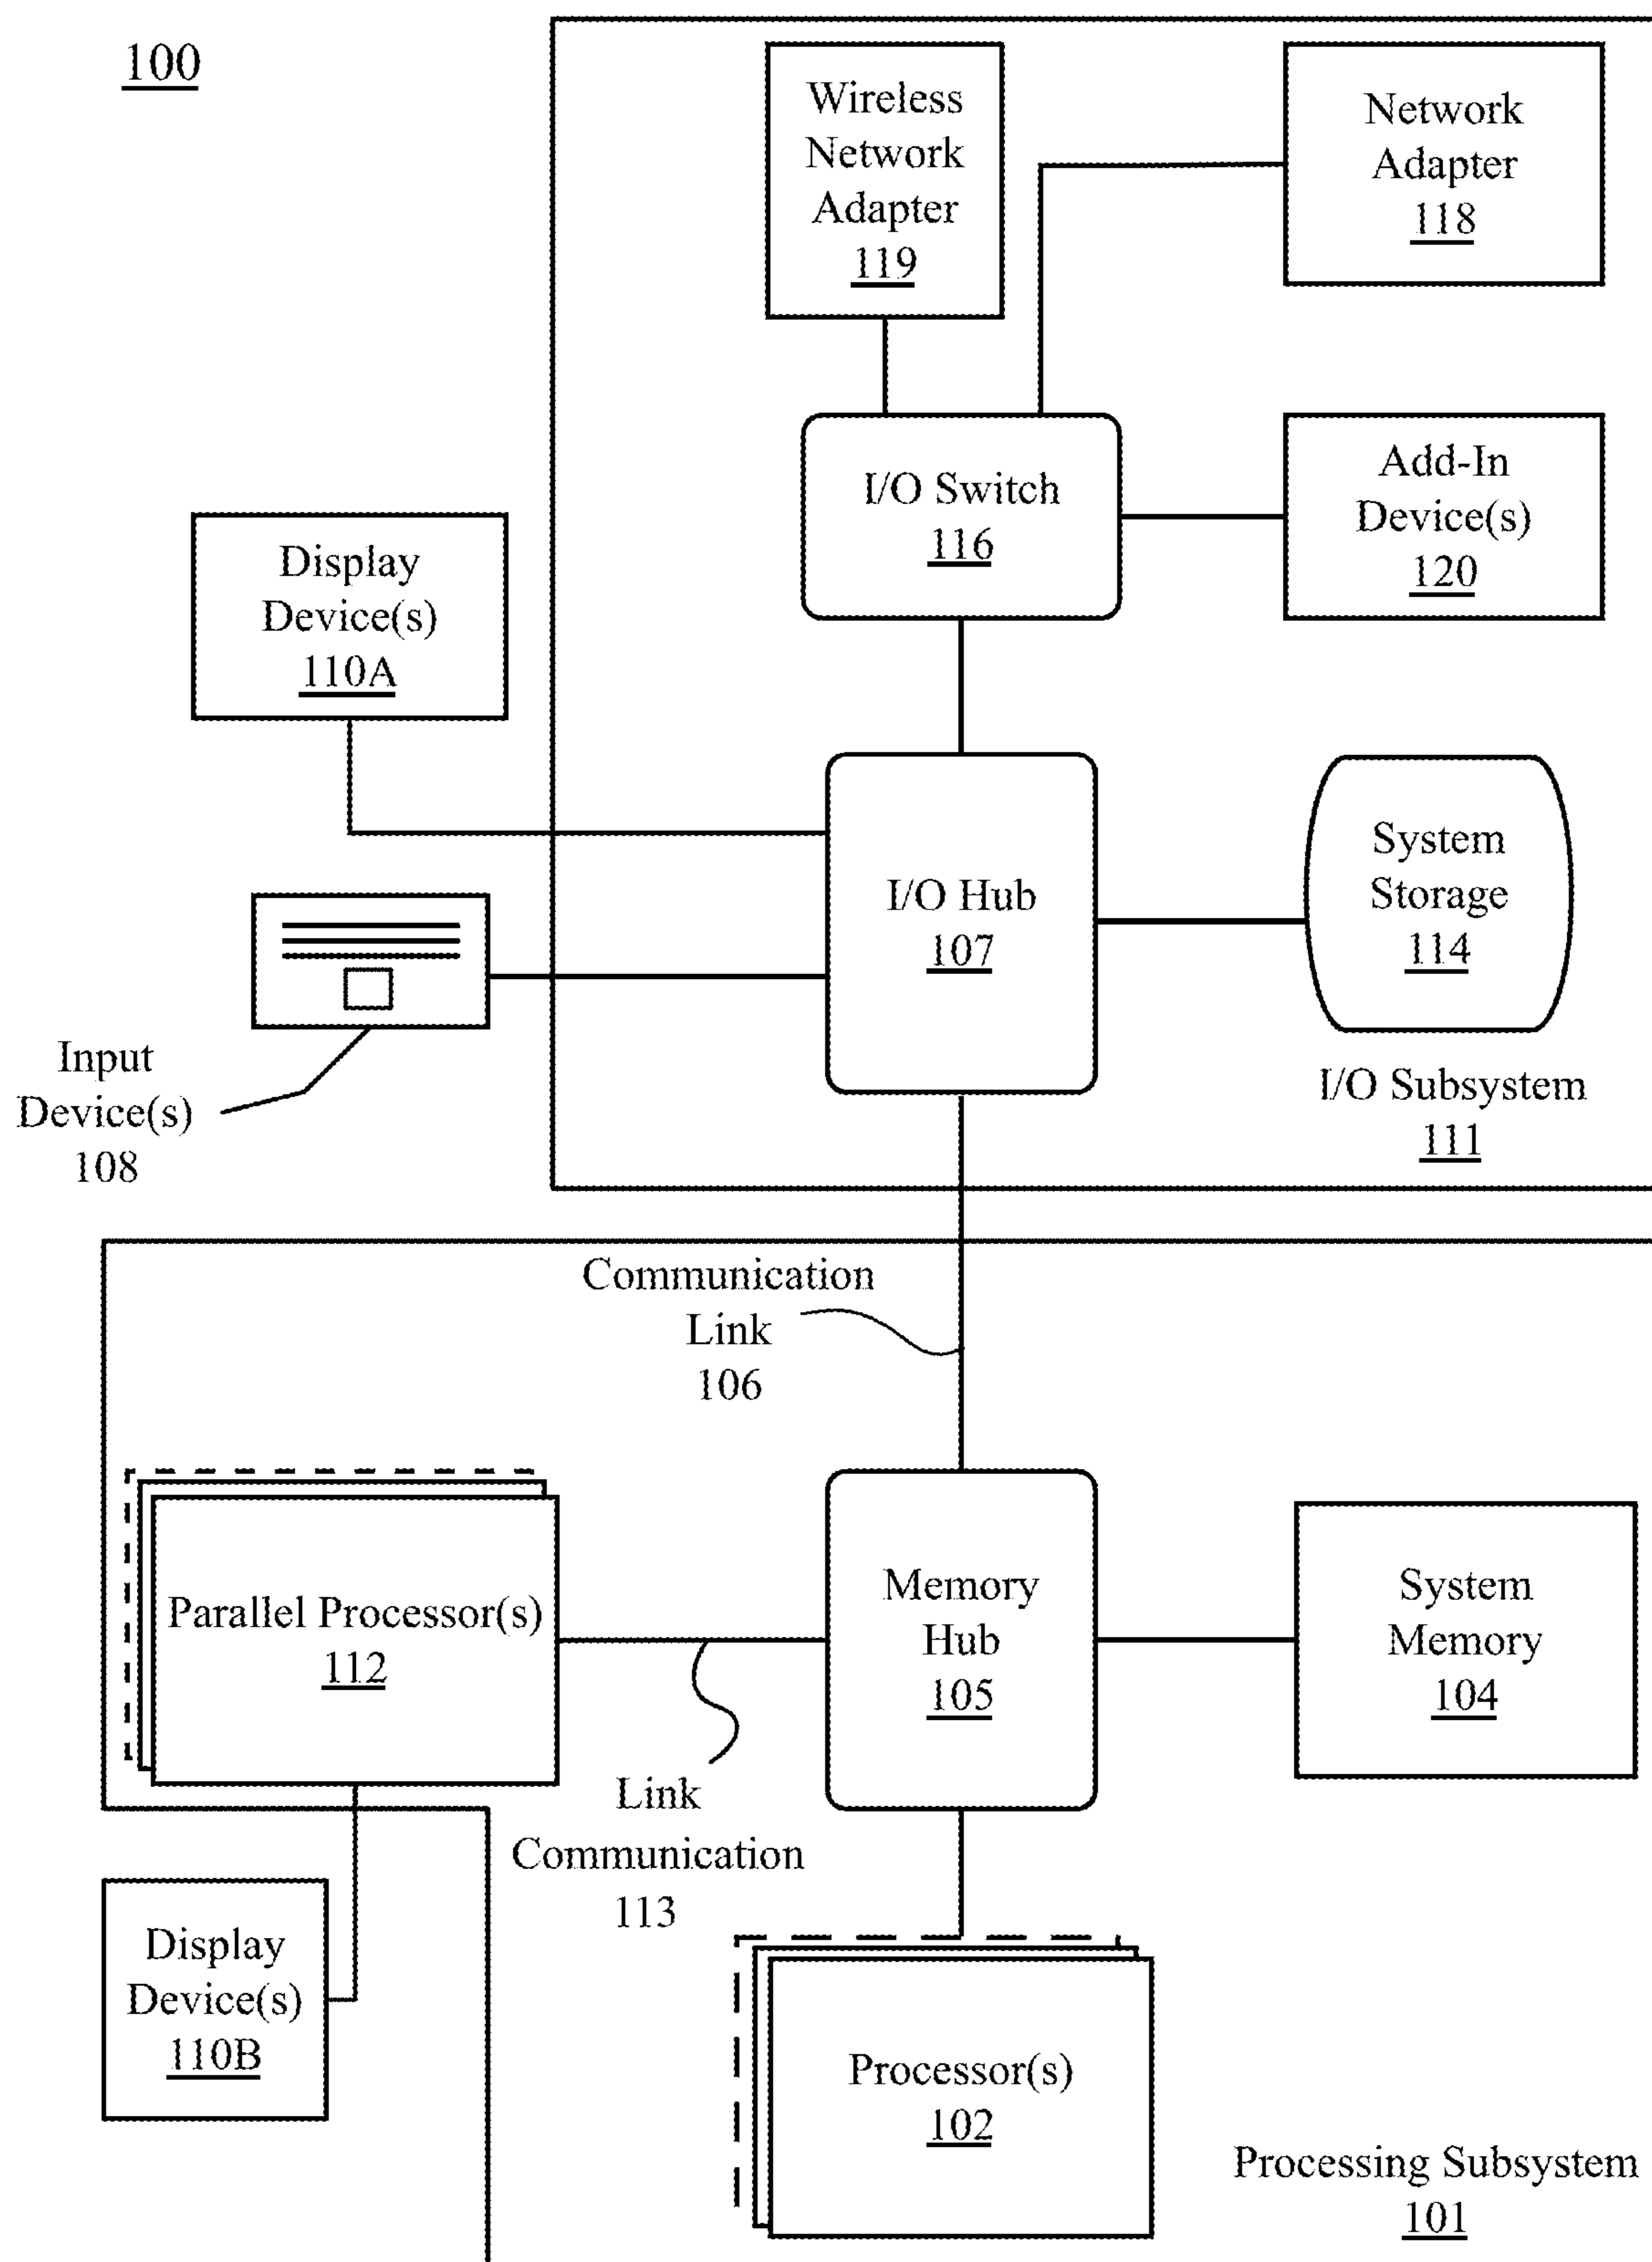 100
Wireless
Network
Adapter
119
Network
Adapter
118
I/O Switch
116
Add-In
Device(s)
120
Display
Device(s)
110A
I/O Hub
107
System
Storage
114
Input
Device(s)
108
I/O Subsystem
111
Communication
Link
106
Parallel Processor(s)
112
Memory
Hub
105
System
Memory
104
Link
Communication
113
Display
Device(s)
110B
Processor(s)
102
Processing Subsystem
101